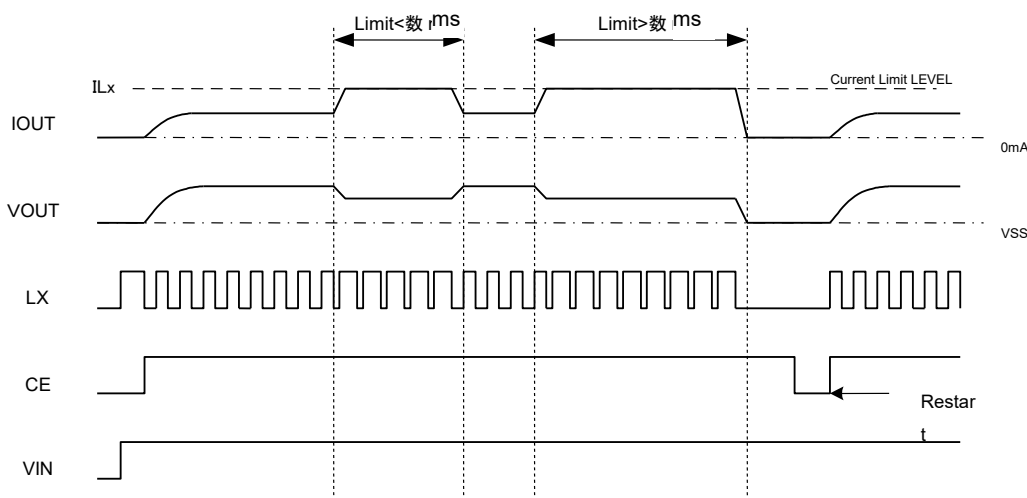 Limit<数 ms
Limit>数 ms
ILx
Current Limit LEVEL
IOUT
0mA
VOUT
VSS
LX
CE
Restar
t
VIN